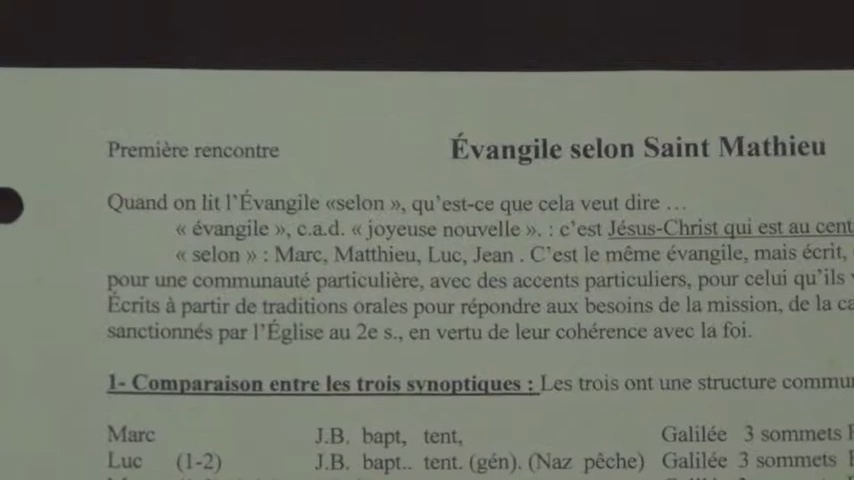 Première rencontre Évangile selon Saint Mathieu
Quand on lit l’Évangile «selon », qu’est-ce que cela veut dire …
« évangile », c.a.d. « joyeuse nouvelle ». : c’est Jésus-Christ qui est au cent
« selon » : Marc, Matthieu, Luc, Jean . C’est le même évangile, mais écrit,
pour une communauté particulière, avec des accents particuliers, pour celui qu’ils
Écrits à partir de traditions orales pour répondre aux besoins de la mission, de la ca
sanctionnés par l’Église au 2e s., en vertu de leur cohérence avec la foi.
1- Comparaison entre les trois synoptiques : Les trois ont une structure commu
Marc J.B. bapt, tent, Galilée 3 sommets
Luc (1-2) J.B. bapt.. tent. (gén). (Naz pêche) Galilée 3 sommets